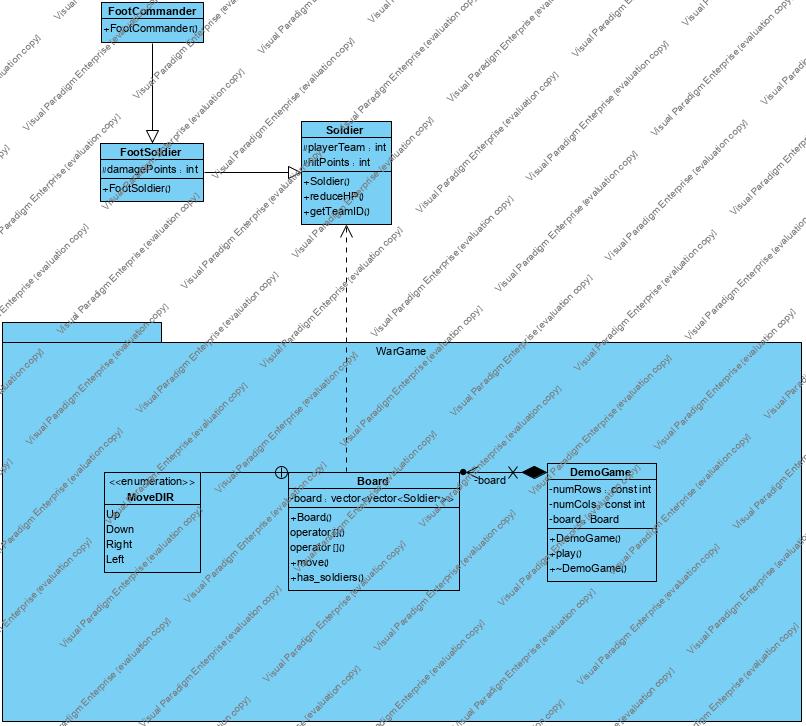 FootCommander
+FootCommander()
FootSoldier
#damagePoints : int
+FootSoldier()
Soldier
#playerTeam : int
#hitPoints : int
+Soldier()
+reduceHP()
+getTeamID()
WarGame
<<enumeration>>
MoveDIR
Up
Down
Right
Left
Board
-board : vector<vector<Soldier*>>
+Board()
operator []()
operator []()
+move()
+has_soldiers()
-board
DemoGame
-numRows : const int
-numCols : const int
-board : Board
+DemoGame()
+play()
+~DemoGame()
Visual Paradigm Enterprise (evaluation copy)